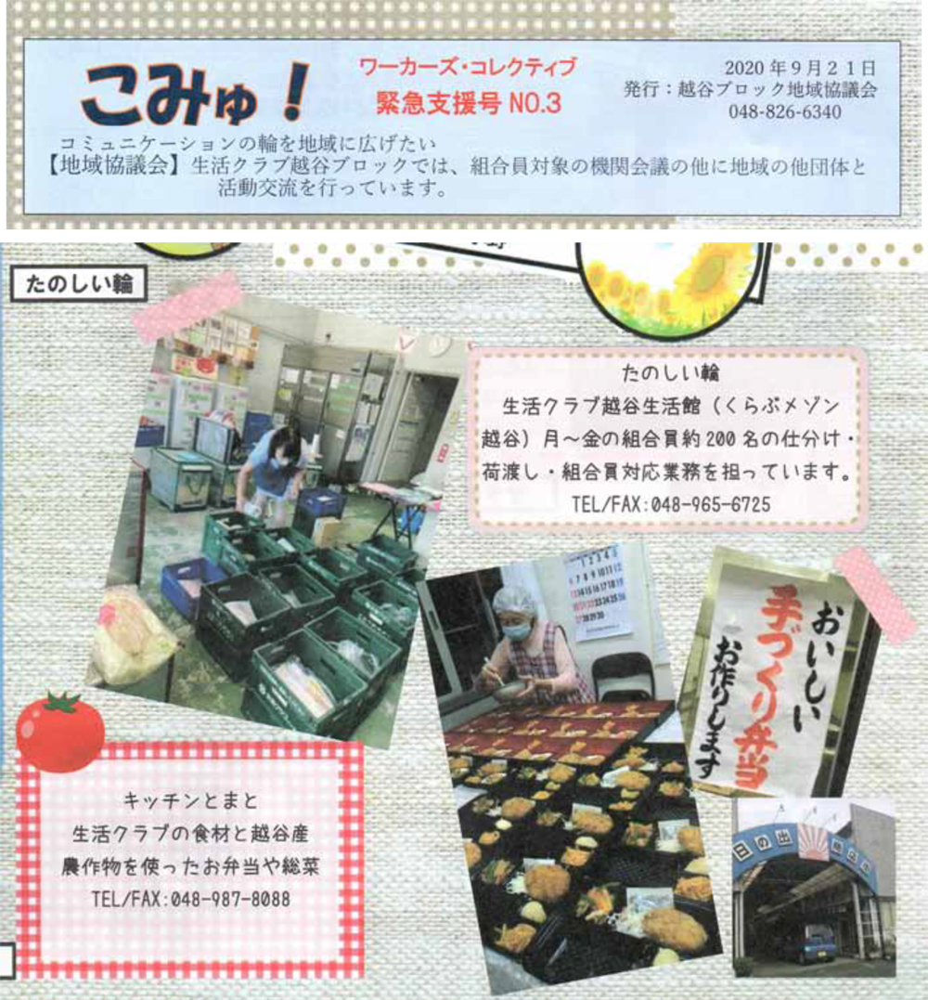 こみゅ！
ワーカーズ・コレクティブ
緊急支援号 NO.3
2020年9月21日
発行：越谷ブロック地域協議会
048-826-6340
コミュニケーションの輪を地域に広げたい
【地域協議会】生活クラブ越谷ブロックでは、組合員対象の機関会議の他に地域の他団体と
活動交流を行っています。
たのしい輪
たのしい輪
生活クラブ越谷生活館（くらぶメゾン
越谷）月～金の組合員約200名の仕分け・
荷渡し・組合員対応業務を担っています。
TEL/FAX:048-965-6725
おいしい
手づくり弁当
お作りします
キッチンとまと
生活クラブの食材と越谷産
農作物を使ったお弁当や総菜
TEL/FAX:048-987-8088
日の出